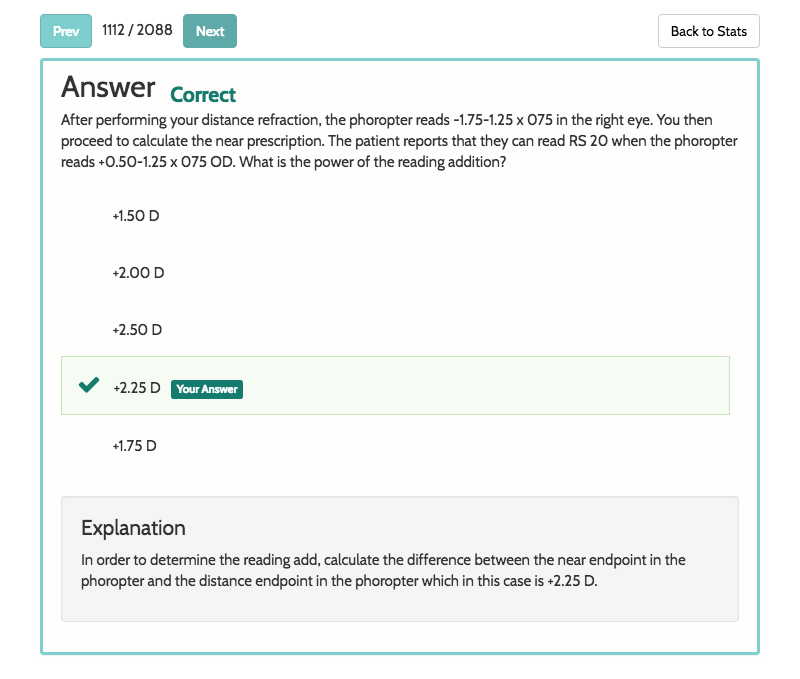 Prev 1112 / 2088 Next Back to Stats
Answer Correct
After performing your distance refraction, the phoropter reads -1.75-1.25 x 075 in the right eye. You then
proceed to calculate the near prescription. The patient reports that they can read RS 20 when the phoropter
reads +0.50-1.25 x 075 OD. What is the power of the reading addition?
+1.50 D
+2.00 D
+2.50 D
+2.25 D Your Answer
+1.75 D
Explanation
In order to determine the reading add, calculate the difference between the near endpoint in the
phoropter and the distance endpoint in the phoropter which in this case is +2.25 D.